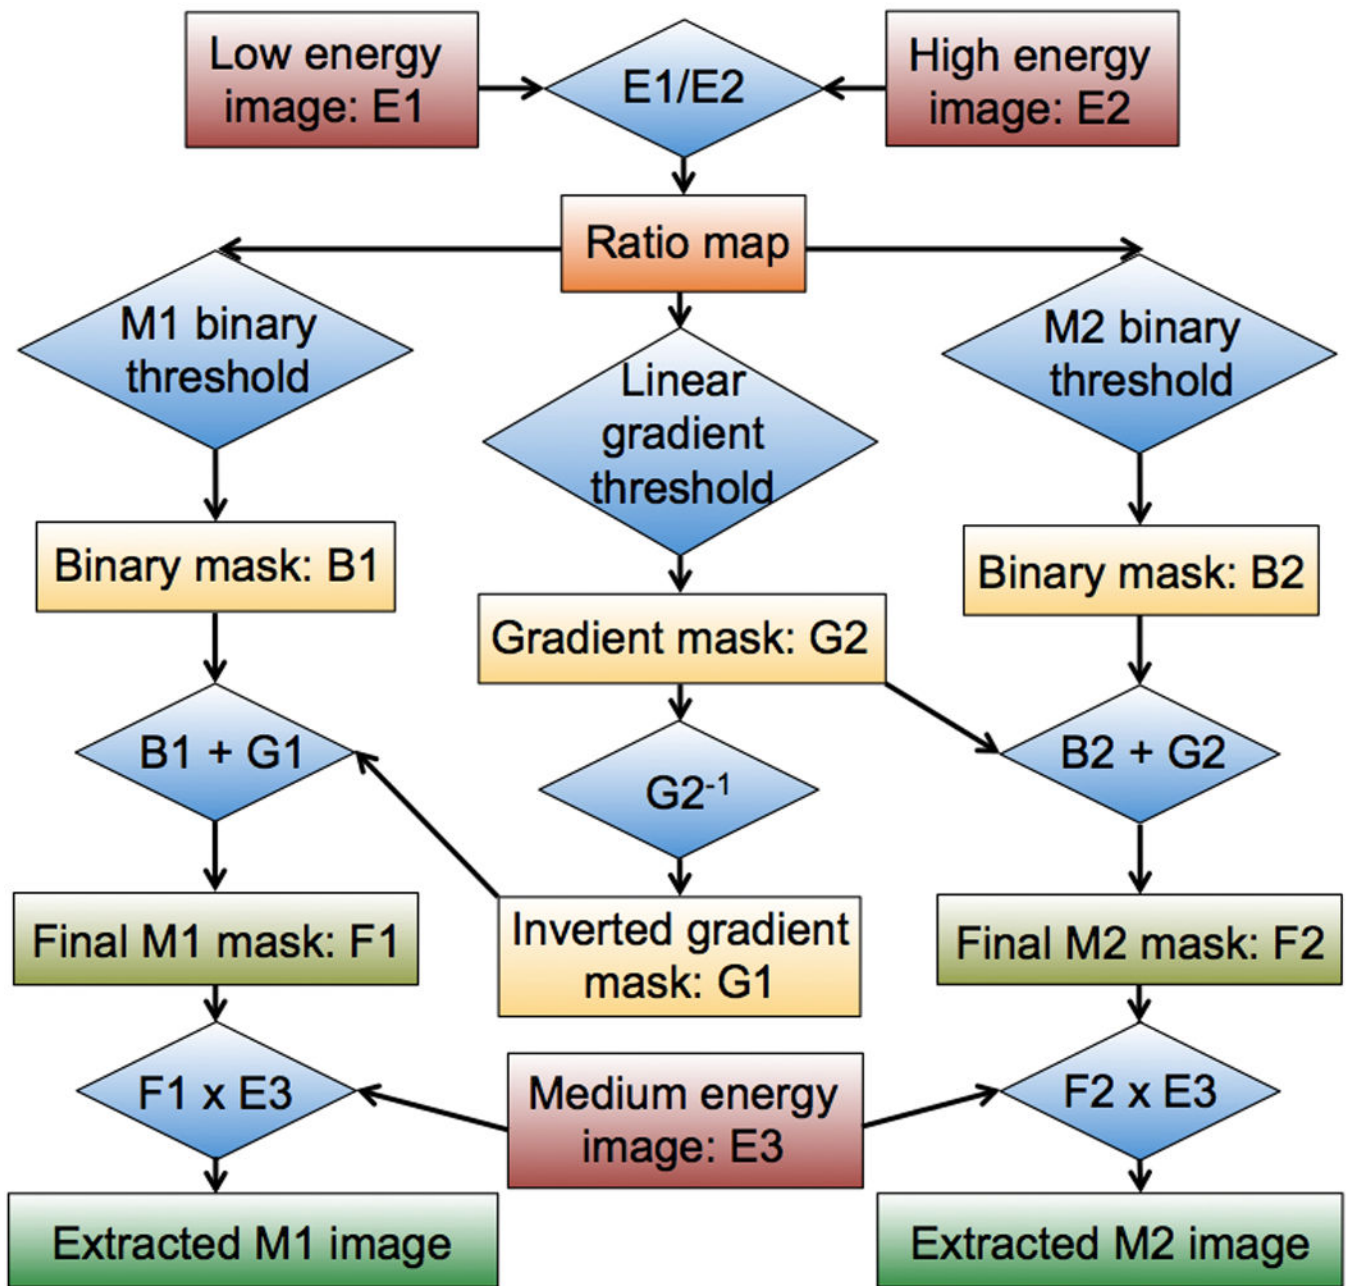 Low energy
image: E1
E1/E2
High energy
image: E2
Ratio map
M1 binary
threshold
Linear
gradient
threshold
M2 binary
threshold
Binary mask: B1
Gradient mask: G2
Binary mask: B2
B1 + G1
G2⁻¹
B2 + G2
Final M1 mask: F1
Inverted gradient
mask: G1
Final M2 mask: F2
F1 x E3
Medium energy
image: E3
F2 x E3
Extracted M1 image
Extracted M2 image